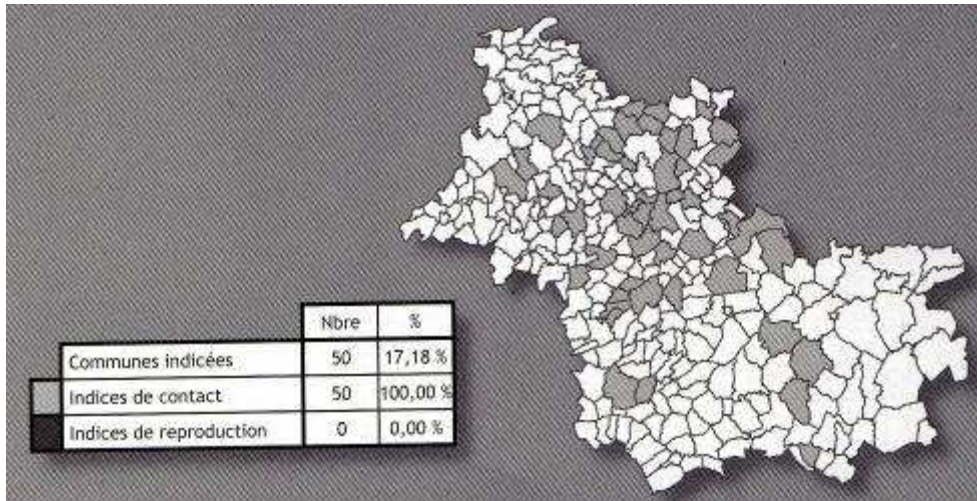 Nbre %
Communes indicées 50 17,18 %
Indices de contact 50 100,00 %
Indices de reproduction 0 0,00 %